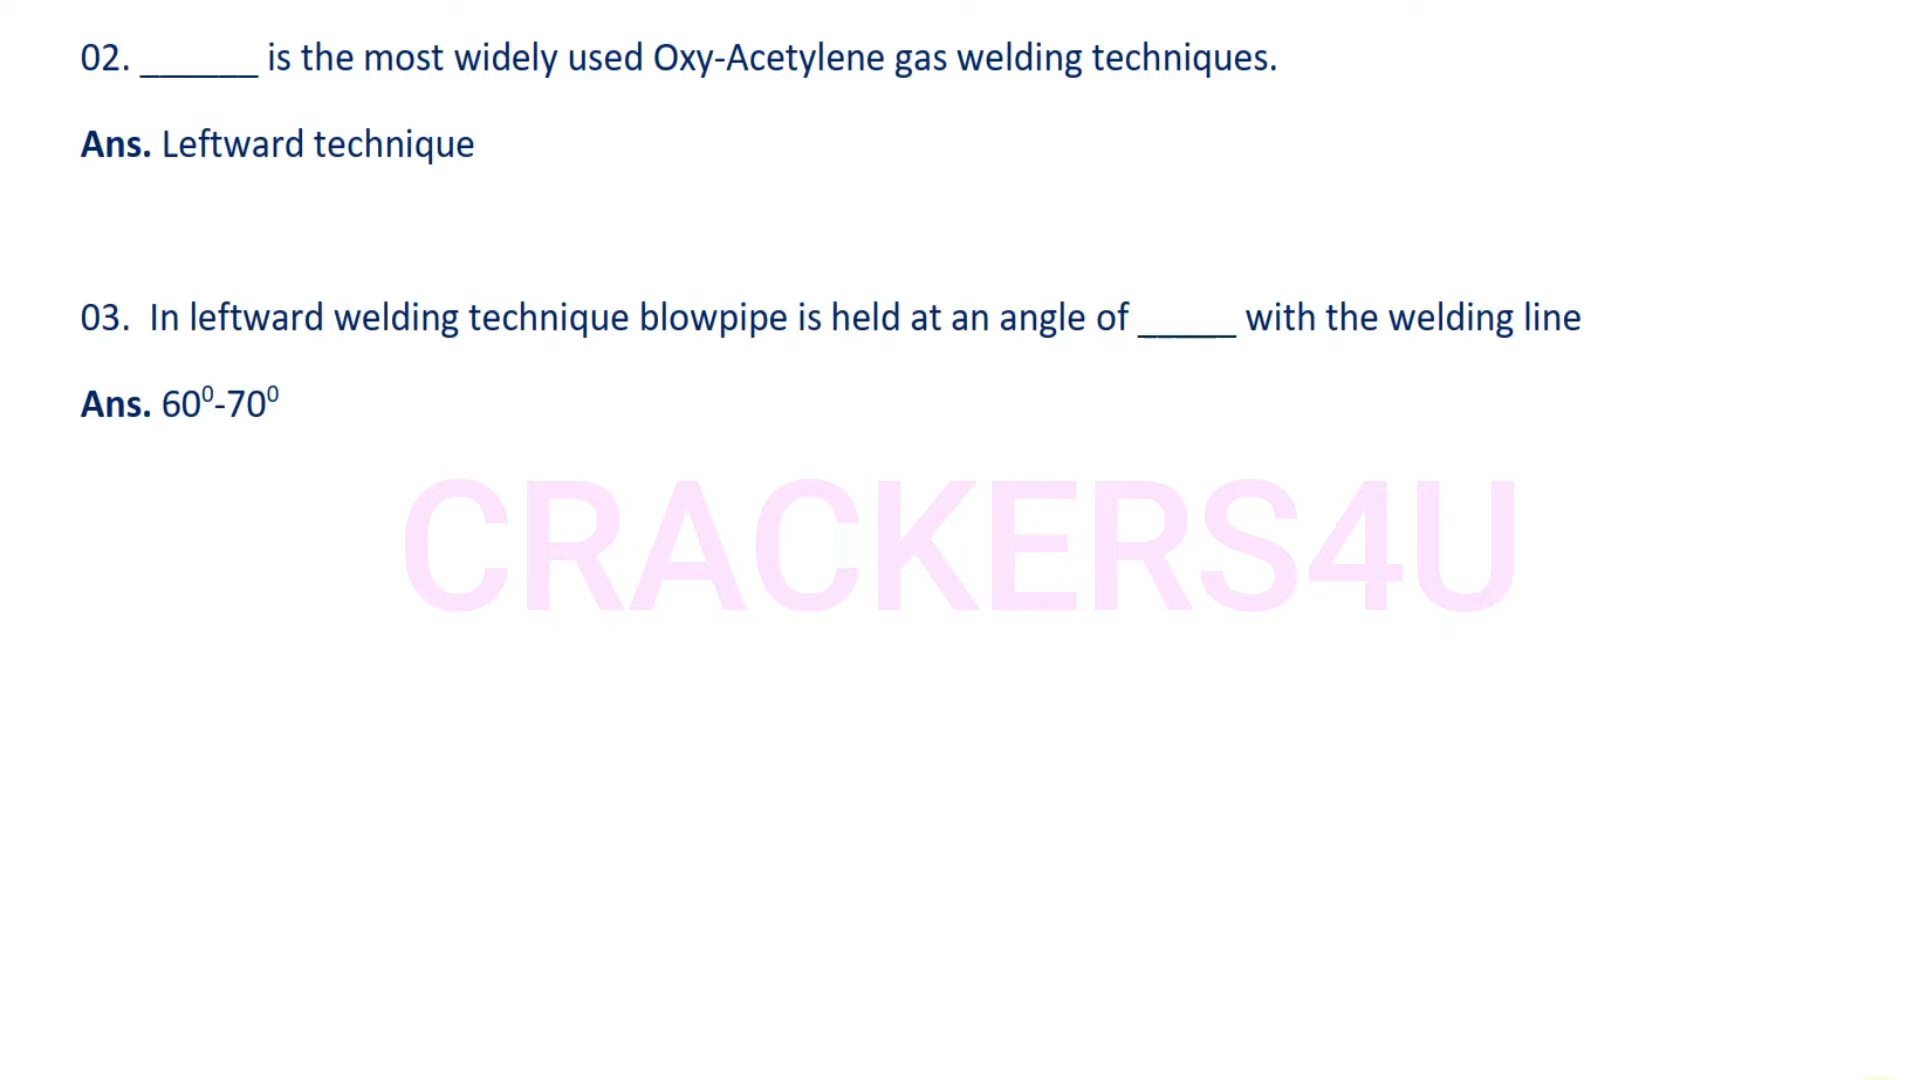 02. ______ is the most widely used Oxy-Acetylene gas welding techniques.
Ans. Leftward technique
03. In leftward welding technique blowpipe is held at an angle of _____ with the welding line
Ans. 60⁰-70⁰
CRACKERS4U